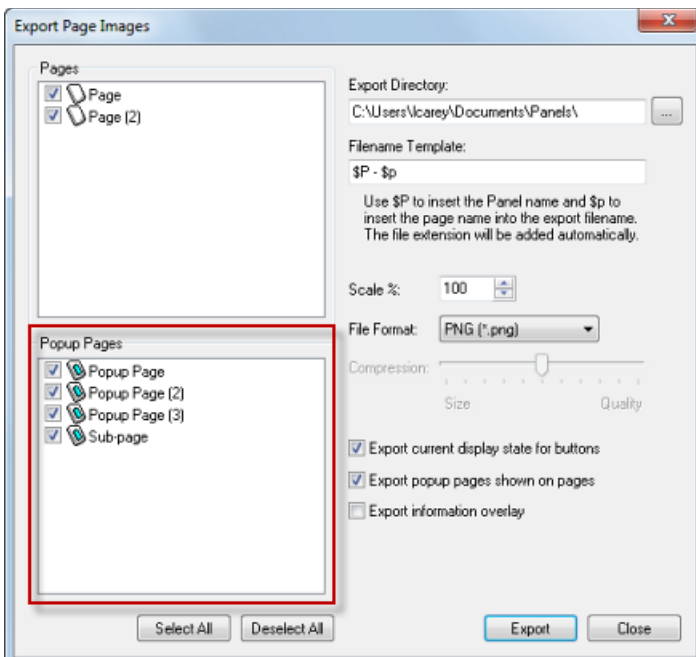 Export Page Images
Pages
Page
Page (2)
Export Directory:
C:\Users\lcarey\Documents\Panels\
...
Filename Template:
$P - $p
Use $P to insert the Panel name and $p to
insert the page name into the export filename.
The file extension will be added automatically.
Scale %:
100
File Format:
PNG (*.png)
Compression:
Size
Quality
Popup Pages
Popup Page
Popup Page (2)
Popup Page (3)
Sub-page
Export current display state for buttons
Export popup pages shown on pages
Export information overlay
Select All
Deselect All
Export
Close